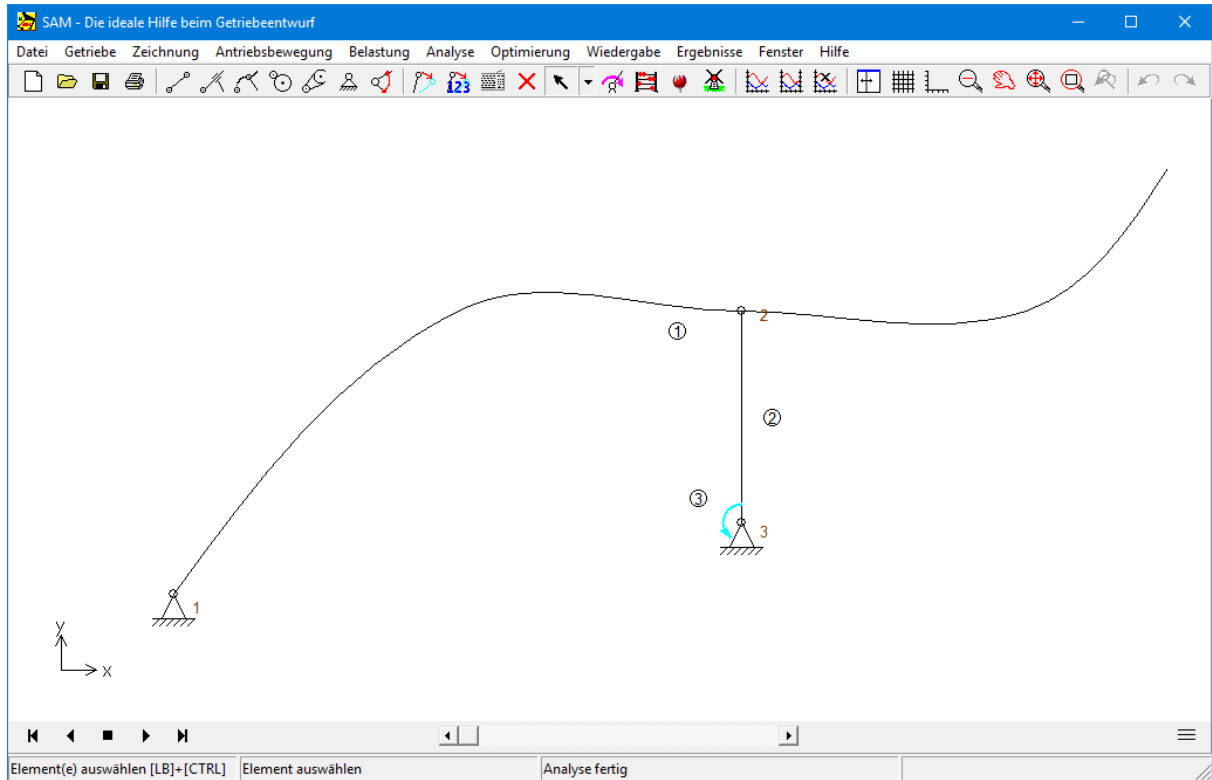 SAM - Die ideale Hilfe beim Getriebeentwurf
Datei Getriebe Zeichnung Antriebsbewegung Belastung Analyse Optimierung Wiedergabe Ergebnisse Fenster Hilfe
123
2
1
2
3
3
1
y
x
Element(e) auswählen [LB]+[CTRL] Element auswählen Analyse fertig